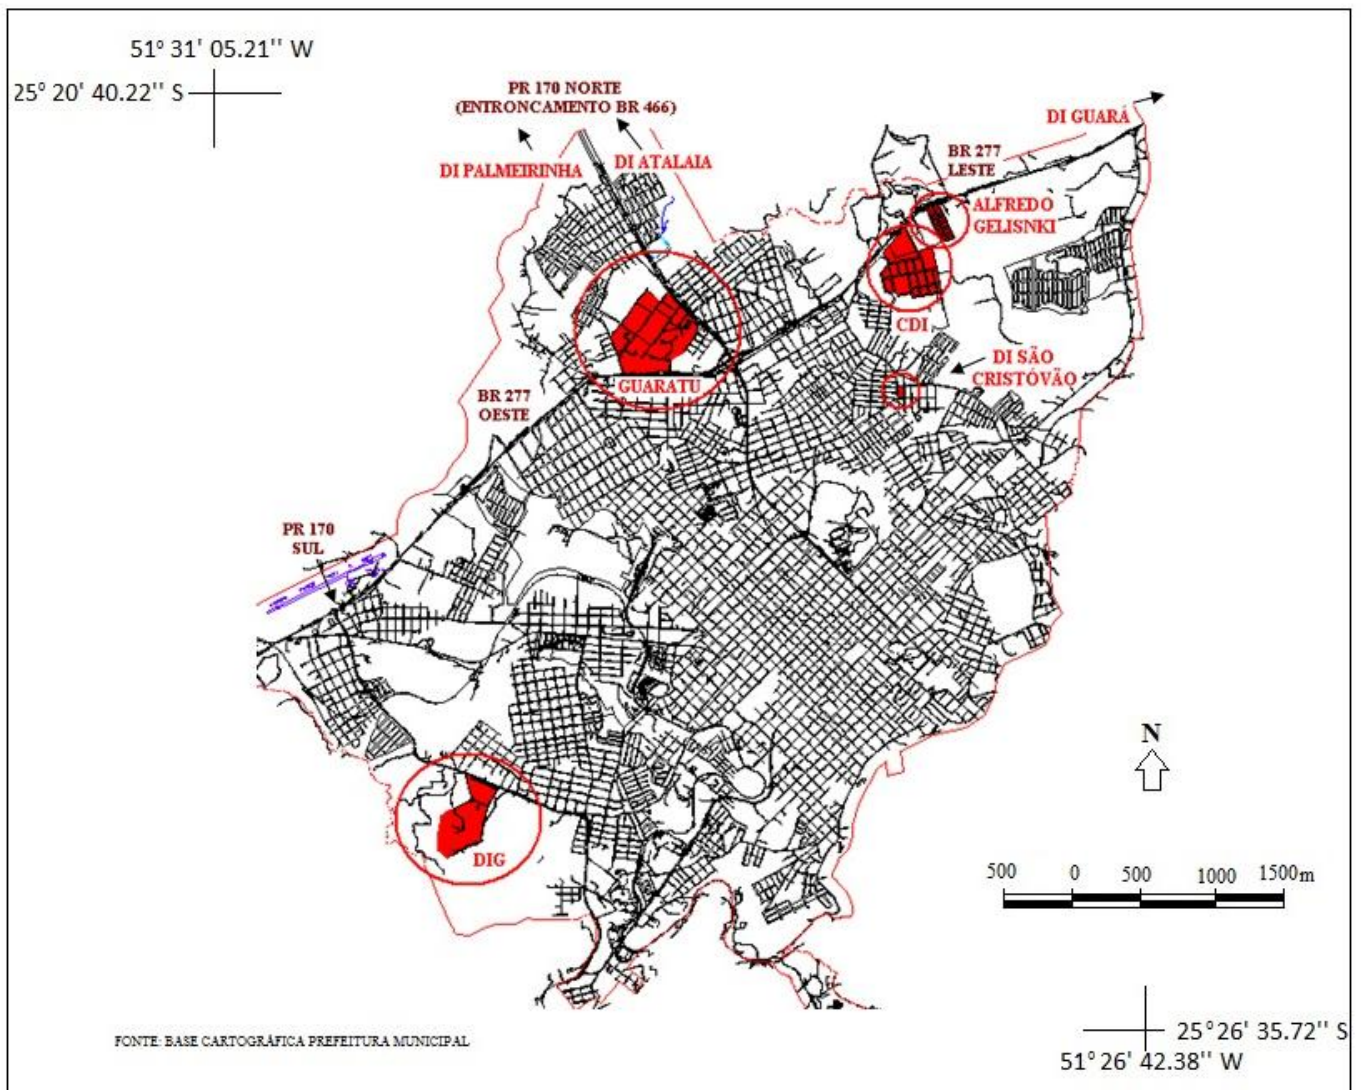 51° 31' 05.21'' W
25° 20' 40.22'' S
PR 170 NORTE
(ENTRONCAMENTO BR 466)
DI GUARÁ
DI PALMEIRINHA
DI ATALAIA
BR 277
LESTE
ALFREDO
GELISNKI
CDI
DI SÃO
CRISTÓVÃO
GUARATU
BR 277
OESTE
PR 170
SUL
DIG
N
500 0 500 1000 1500m
FONTE: BASE CARTOGRÁFICA PREFEITURA MUNICIPAL
25° 26' 35.72'' S
51° 26' 42.38'' W